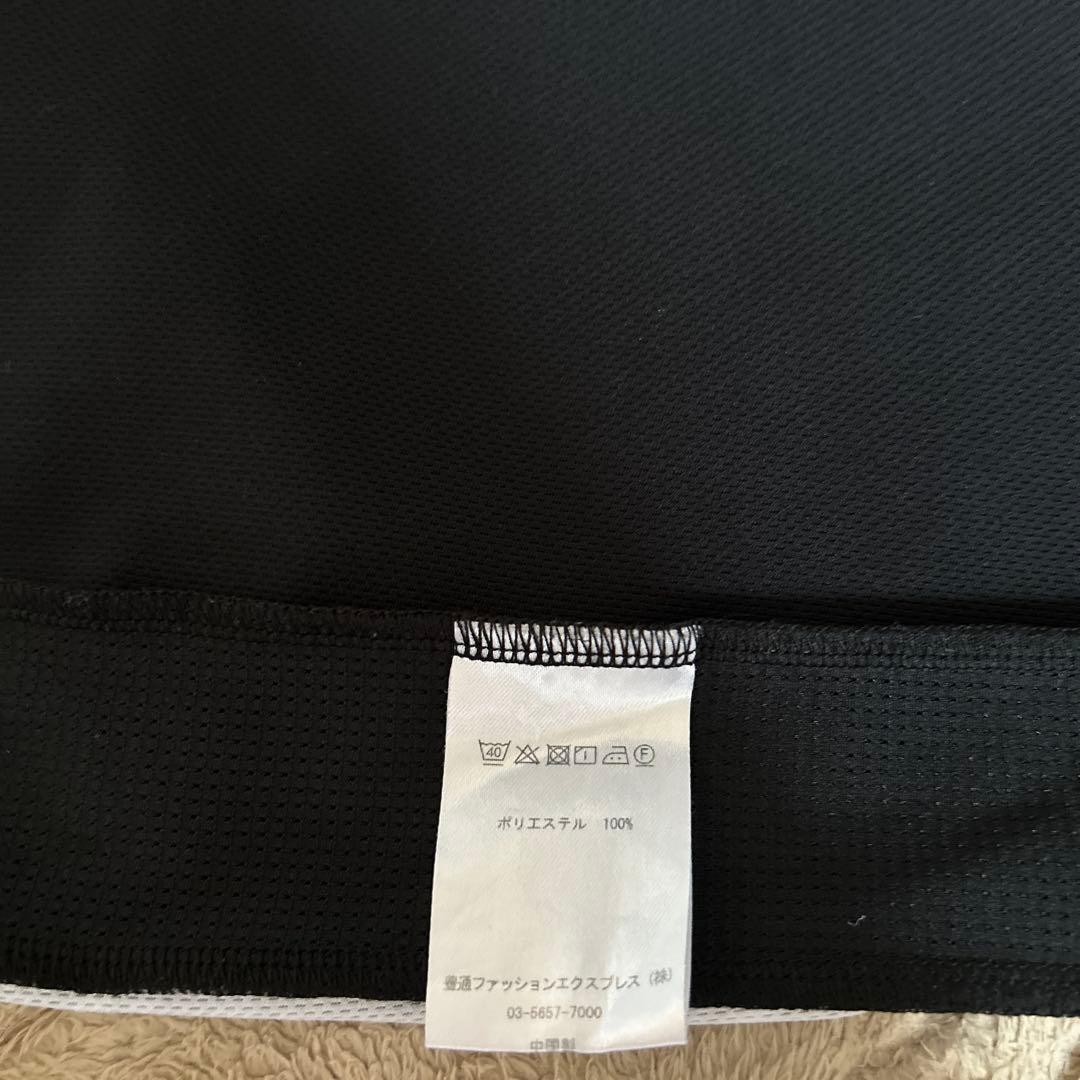 40 F
ポリエステル 100%
豊通ファッションエクスプレス (株)
03-5657-7000
中国製